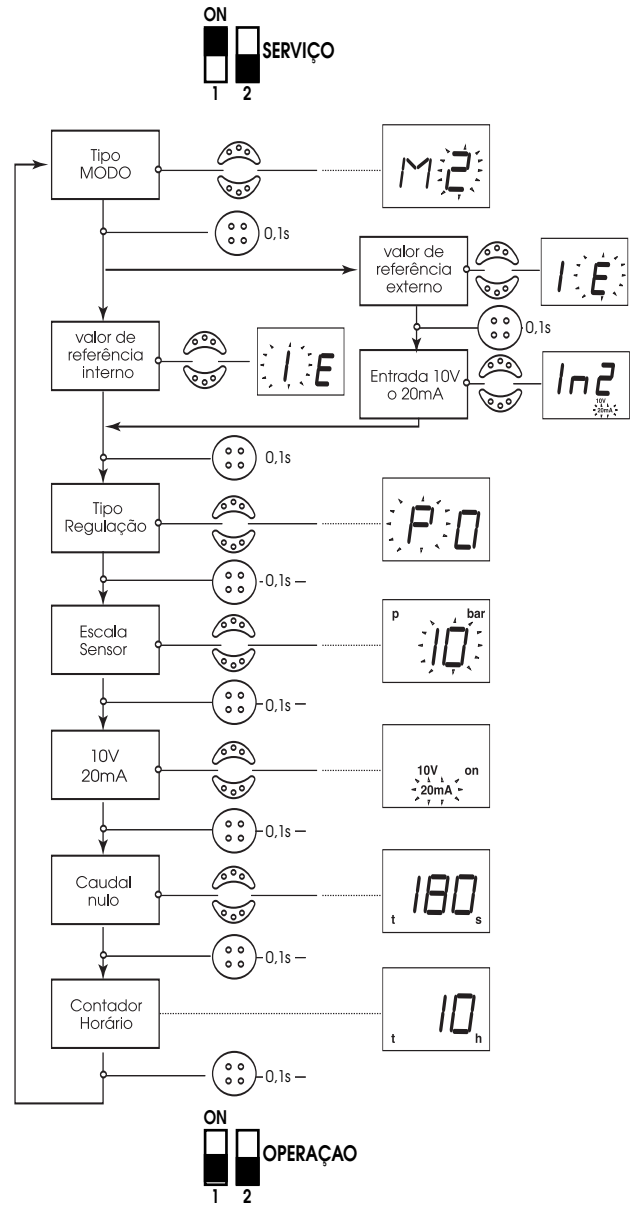 ON
SERVIÇO
1 2
Tipo
MODO
M2
0,1s
valor de
referência
externo
1 E
0,1s
valor de
referência
interno
1 E
Entrada 10V
o 20mA
In2
10V
20mA
0,1s
Tipo
Regulação
P 0
0,1s
Escala
Sensor
p bar
10
0,1s
10V
20mA
10V on
20mA
0,1s
Caudal
nulo
180
t s
0,1s
Contador
Horário
10
t h
0,1s
ON
OPERAÇAO
1 2